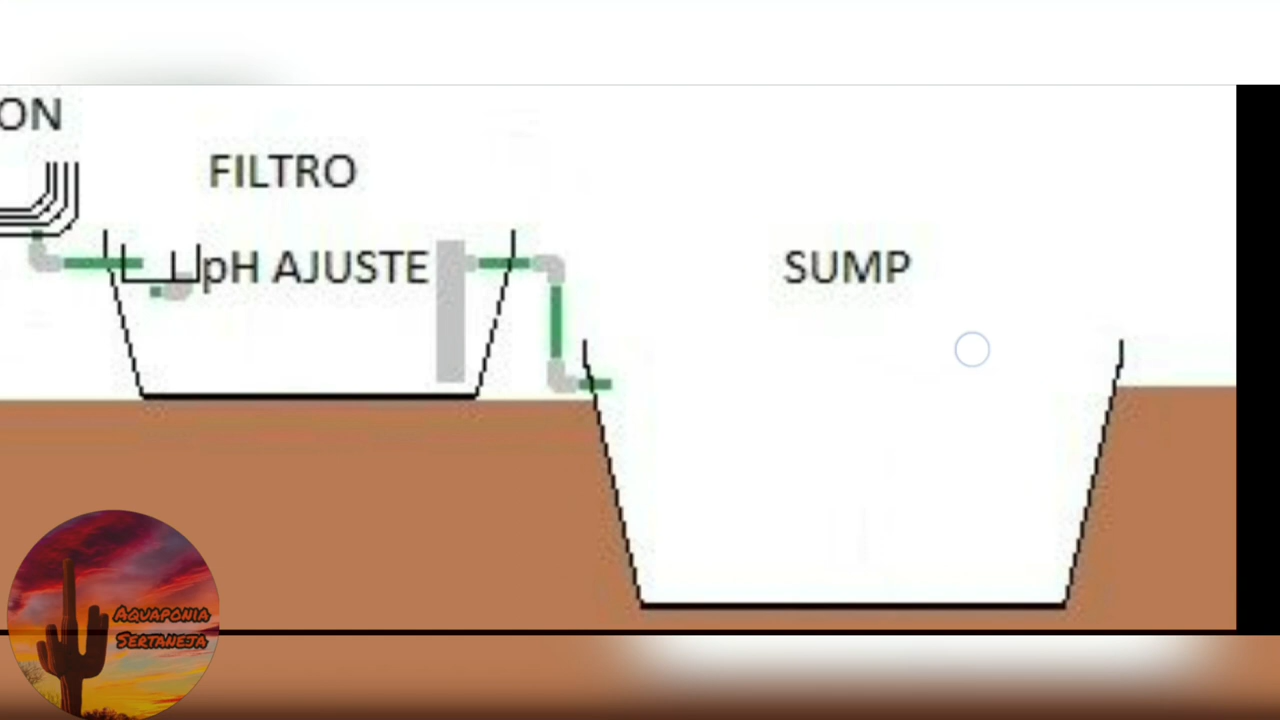 ON
FILTRO
pH AJUSTE
SUMP
AQUAPONIA
SERTANEJA